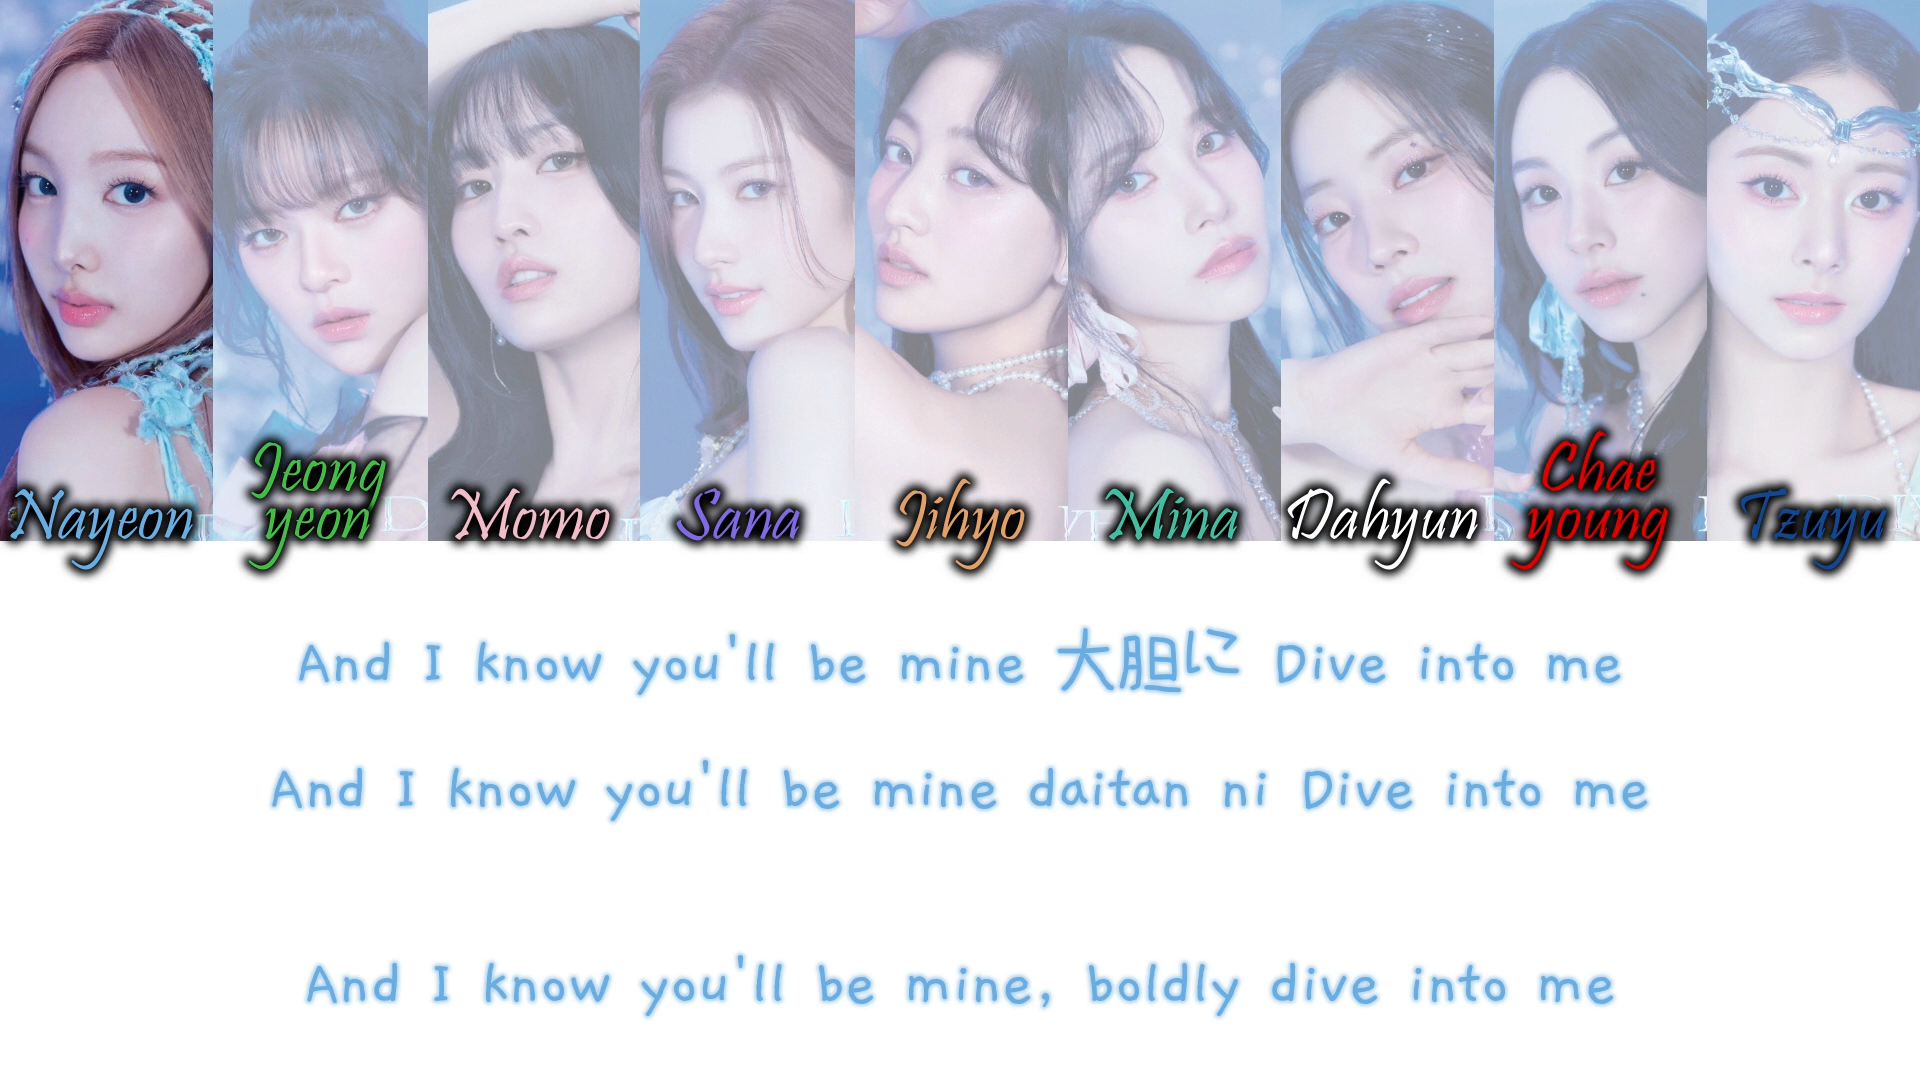 Nayeon
Jeong
yeon
Momo
Sana
Jihyo
Mina
Dahyun
Chae
young
Tzuyu
And I know you'll be mine 大胆に Dive into me
And I know you'll be mine daitan ni Dive into me
And I know you'll be mine, boldly dive into me